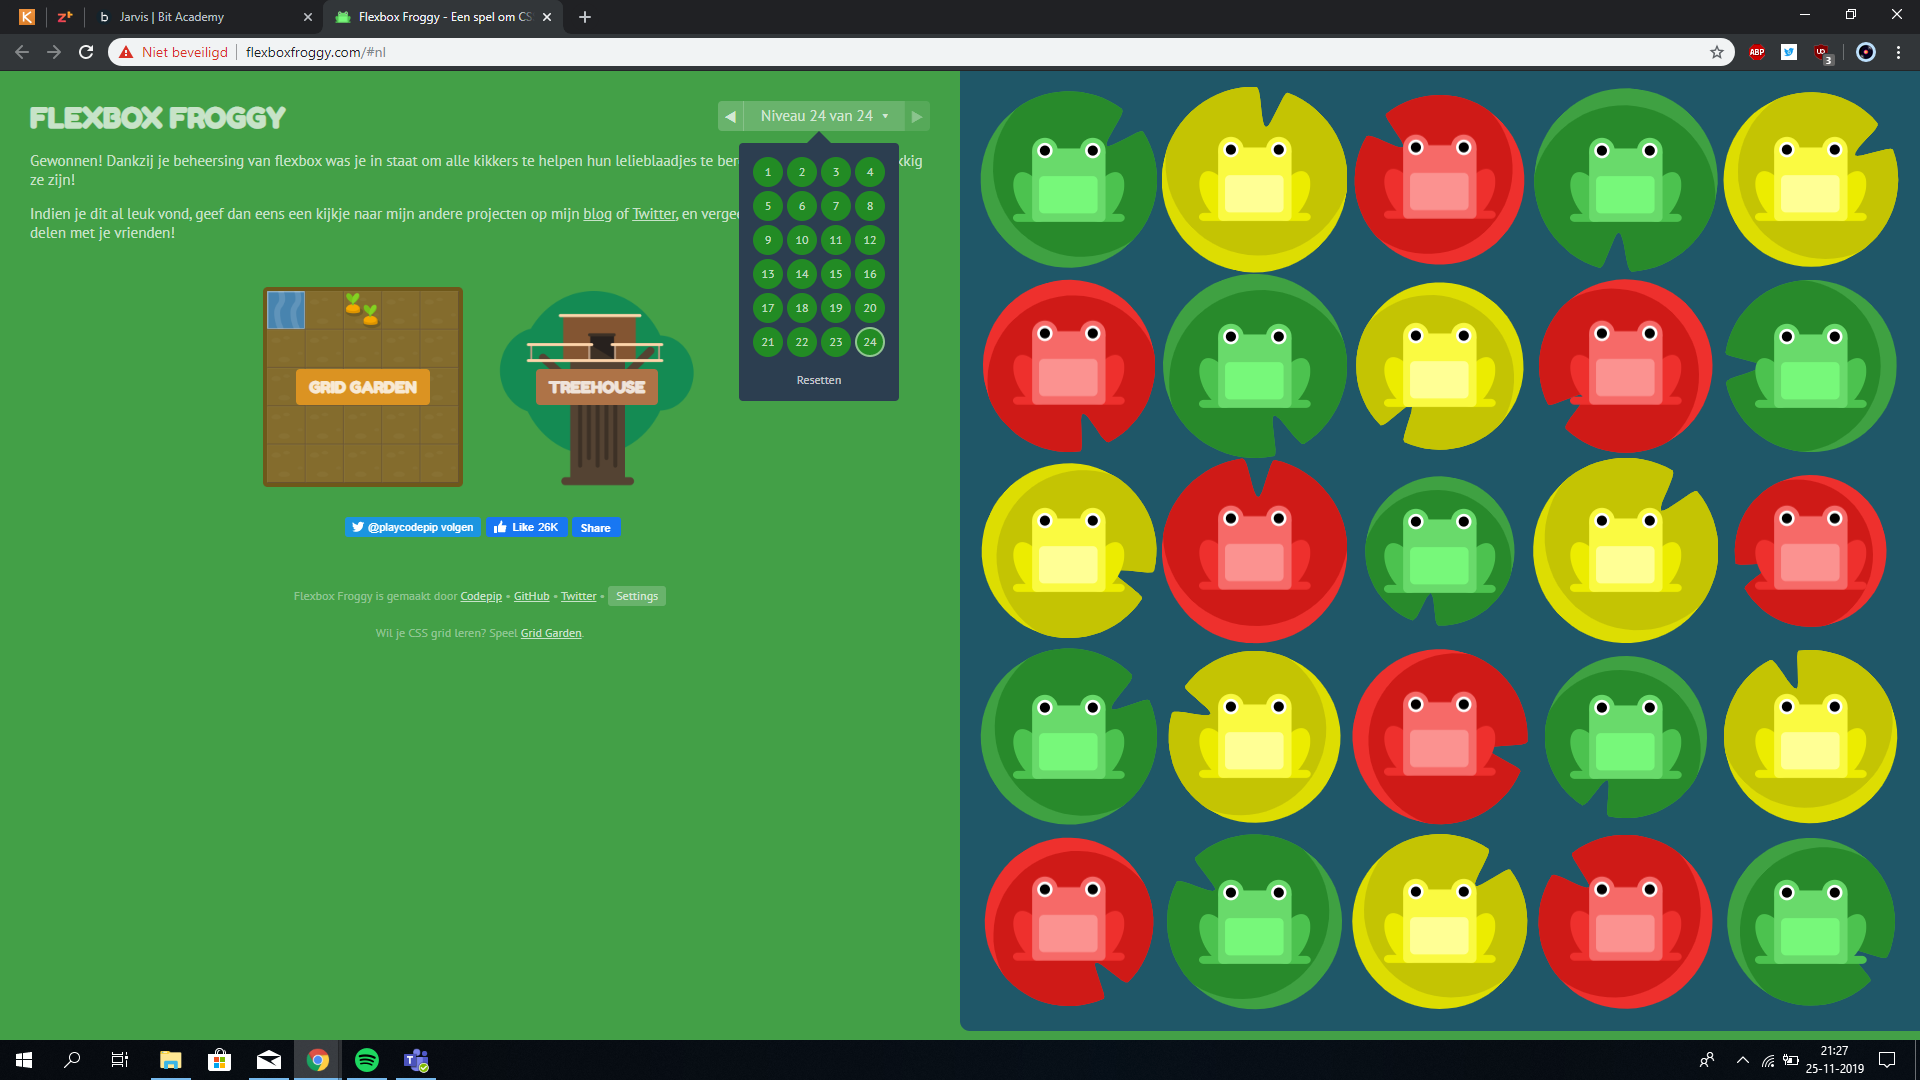 Jarvis | Bit Academy
Flexbox Froggy - Een spel om CS
Niet beveiligd
flexboxfroggy.com/#nl
ABP
3
FLEXBOX FROGGY
Niveau 24 van 24
Gewonnen! Dankzij je beheersing van flexbox was je in staat om alle kikkers te helpen hun lelieblaadjes te ber kkig
ze zijn!
Indien je dit al leuk vond, geef dan eens een kijkje naar mijn andere projecten op mijn blog of Twitter, en verge
delen met je vrienden!
1 2 3 4
5 6 7 8
9 10 11 12
13 14 15 16
17 18 19 20
21 22 23 24
Resetten
GRID GARDEN
TREEHOUSE
@playcodepip volgen
Like 26K
Share
Flexbox Froggy is gemaakt door Codepip • GitHub • Twitter • Settings
Wil je CSS grid leren? Speel Grid Garden.
21:27
25-11-2019